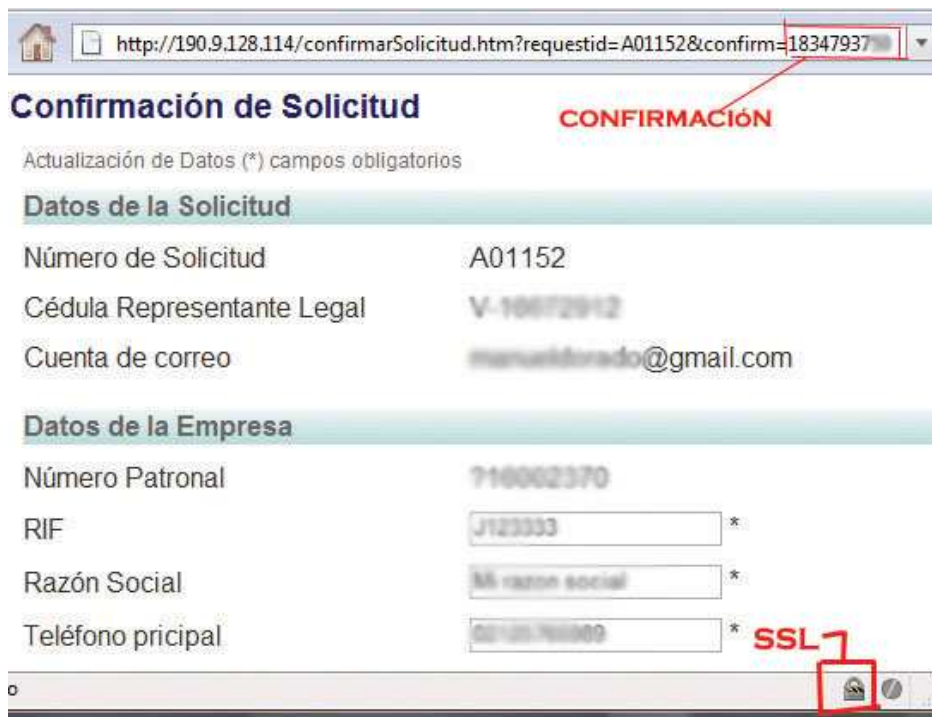 http://190.9.128.114/confirmarSolicitud.htm?requestid=A01152&confirm=18347937
Confirmación de Solicitud
CONFIRMACIÓN
Actualización de Datos (*) campos obligatorios
Datos de la Solicitud
Número de Solicitud A01152
Cédula Representante Legal
Cuenta de correo @gmail.com
Datos de la Empresa
Número Patronal
RIF *
Razón Social *
Teléfono pricipal *
SSL
o